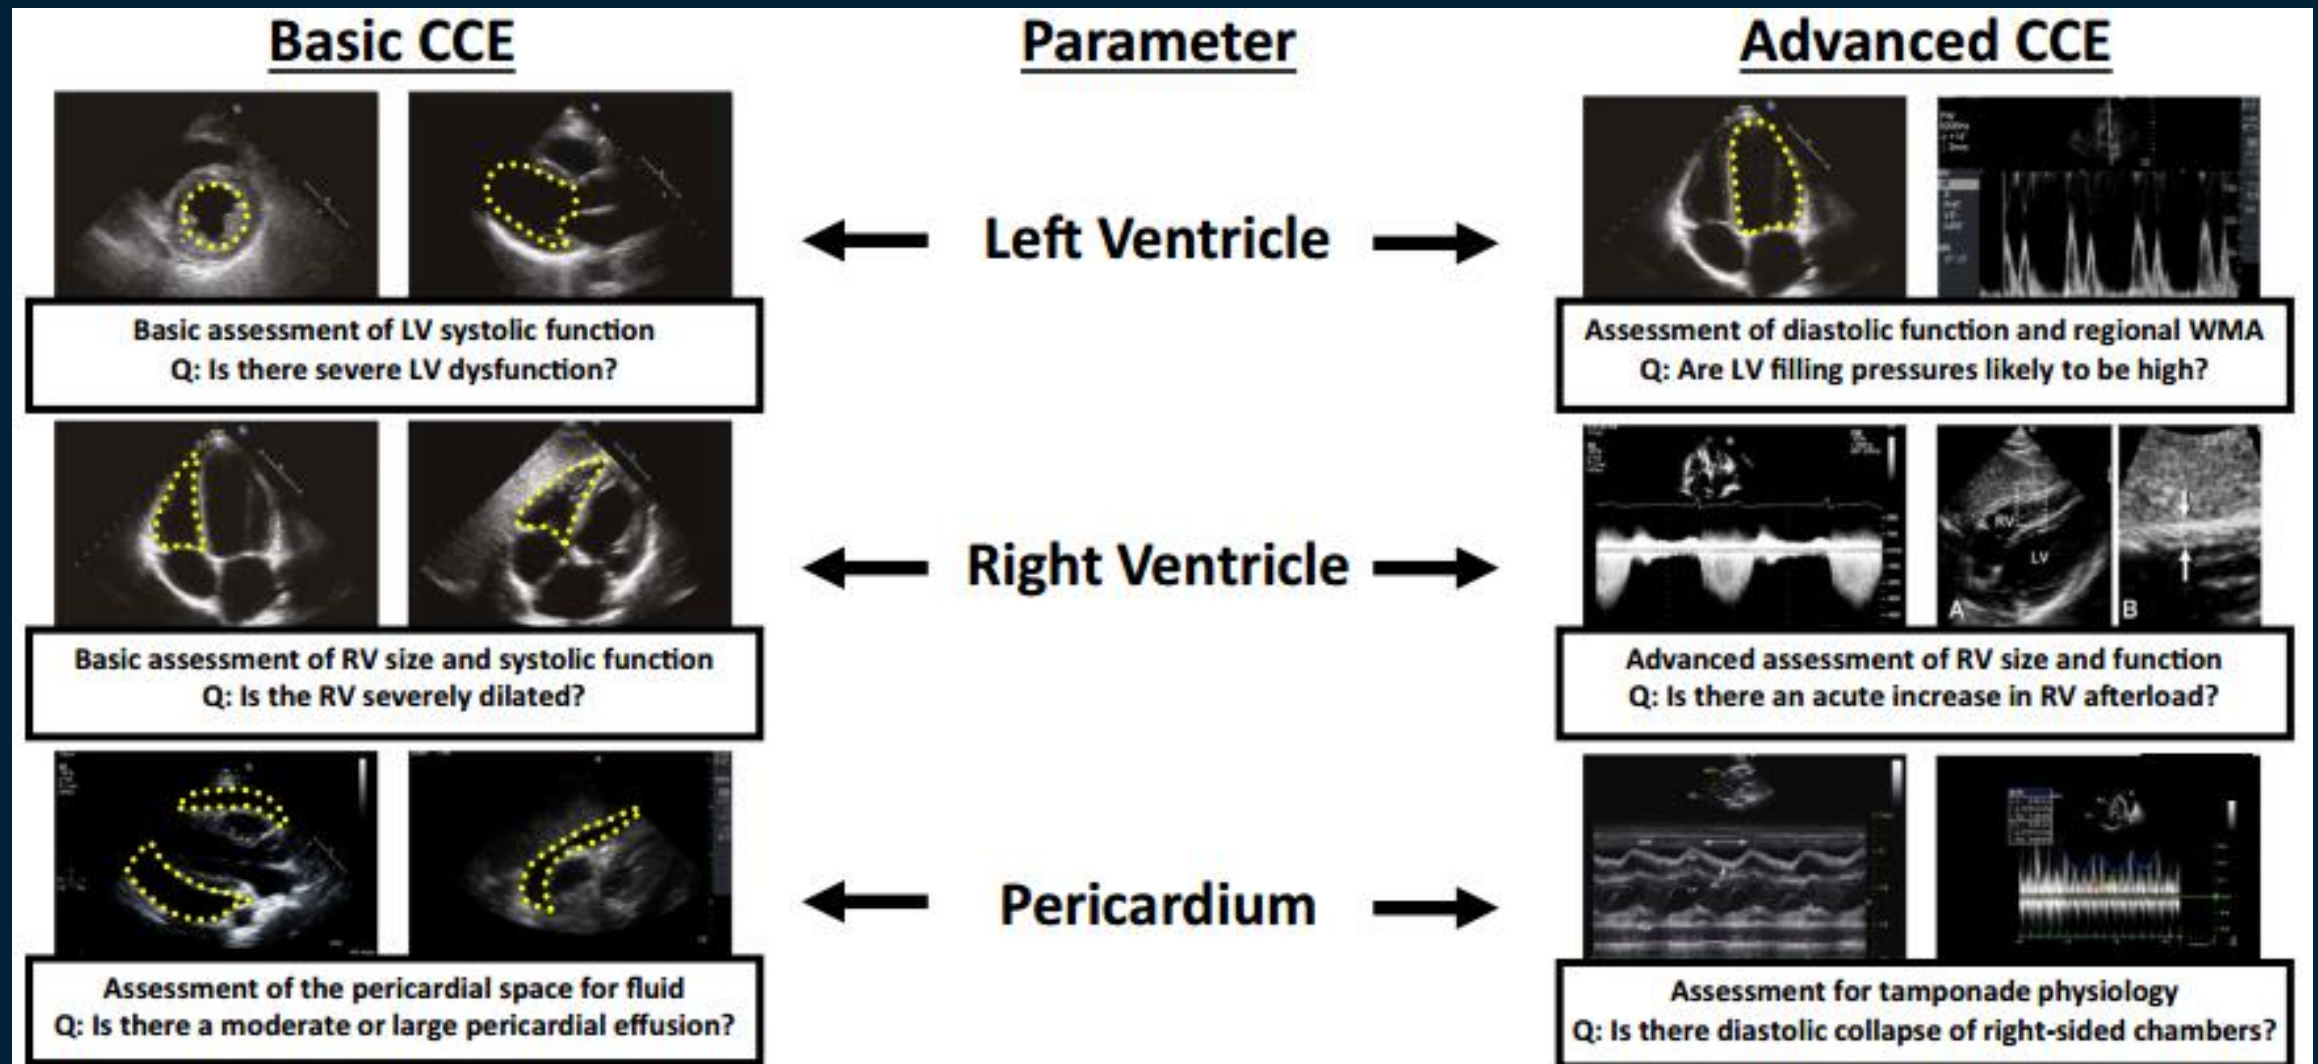 Basic CCE
Parameter
Advanced CCE
Left Ventricle
Basic assessment of LV systolic function
Q: Is there severe LV dysfunction?
Assessment of diastolic function and regional WMA
Q: Are LV filling pressures likely to be high?
Right Ventricle
RV
LV
A
B
Basic assessment of RV size and systolic function
Q: Is the RV severely dilated?
Advanced assessment of RV size and function
Q: Is there an acute increase in RV afterload?
Pericardium
Assessment of the pericardial space for fluid
Q: Is there a moderate or large pericardial effusion?
Assessment for tamponade physiology
Q: Is there diastolic collapse of right-sided chambers?